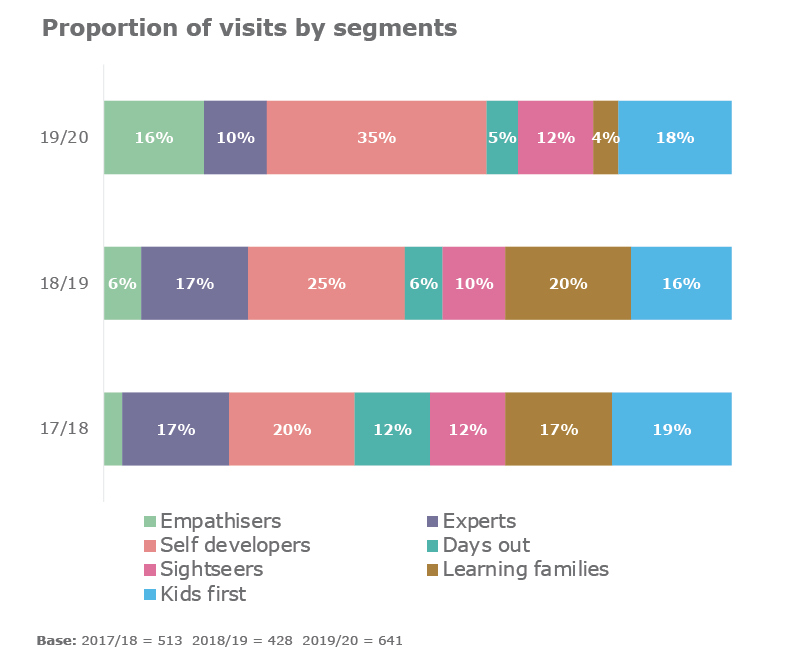 Proportion of visits by segments
19/20 16% 10% 35% 5% 12% 4% 18%
18/19 6% 17% 25% 6% 10% 20% 16%
17/18 17% 20% 12% 12% 17% 19%
Empathisers Experts
Self developers Days out
Sightseers Learning families
Kids first
Base: 2017/18 = 513 2018/19 = 428 2019/20 = 641